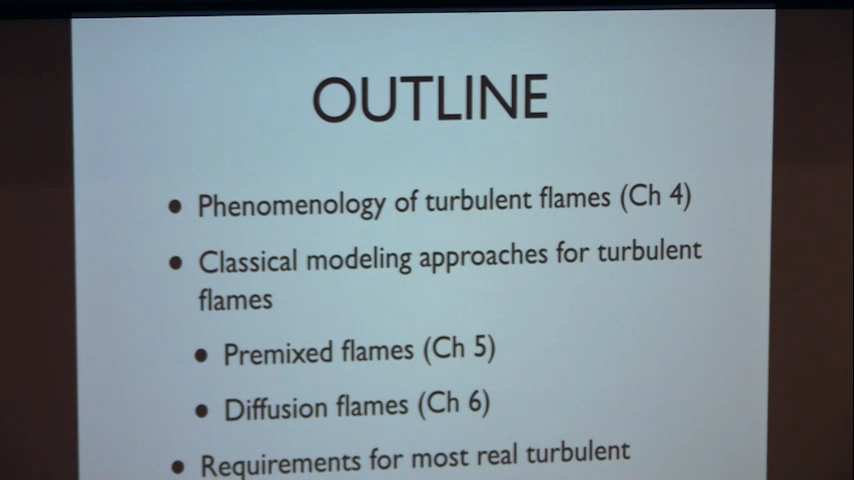 OUTLINE
• Phenomenology of turbulent flames (Ch 4)
• Classical modeling approaches for turbulent
flames
• Premixed flames (Ch 5)
• Diffusion flames (Ch 6)
• Requirements for most real turbulent